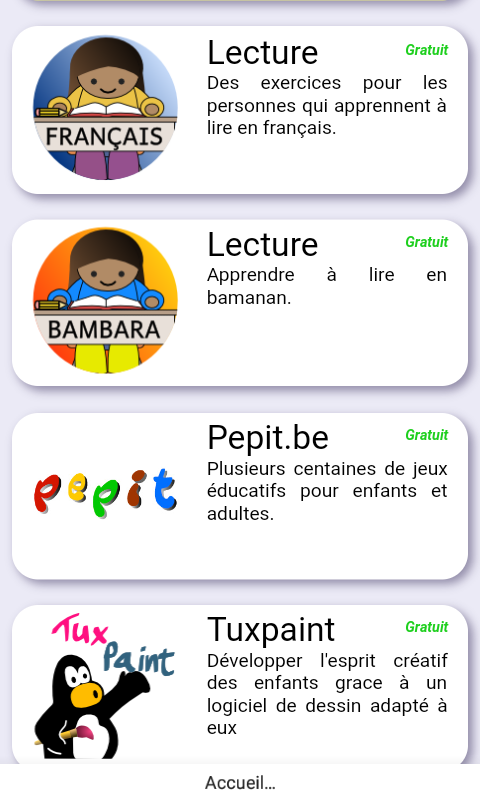 Lecture
Gratuit
Des exercices pour les
personnes qui apprennent à
lire en français.
FRANÇAIS
Lecture
Gratuit
Apprendre à lire en
bamanan.
BAMBARA
Pepit.be
Gratuit
Plusieurs centaines de jeux
éducatifs pour enfants et
adultes.
pepit
Tuxpaint
Gratuit
Développer l'esprit créatif
des enfants grace à un
logiciel de dessin adapté à
eux
Tux
Paint
Accueil...